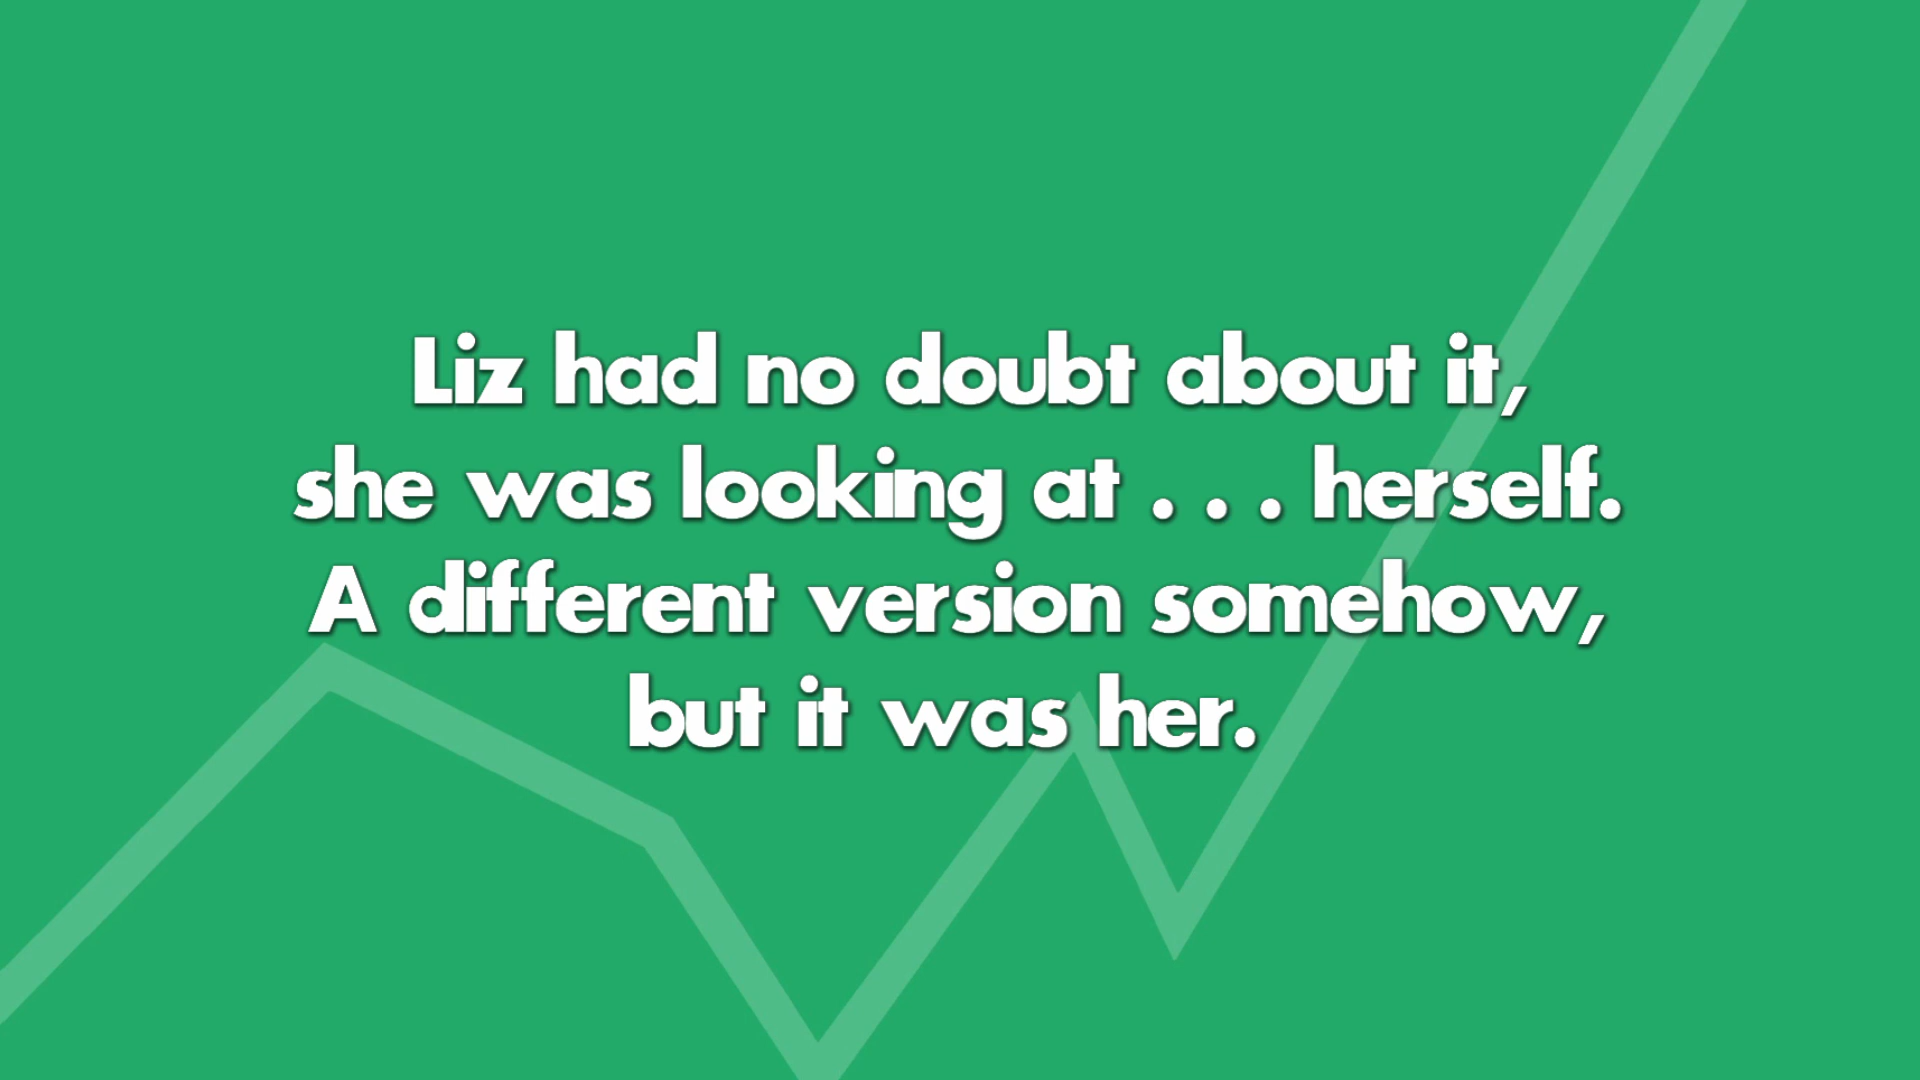 Liz had no doubt about it,
she was looking at . . . herself.
A different version somehow,
but it was her.